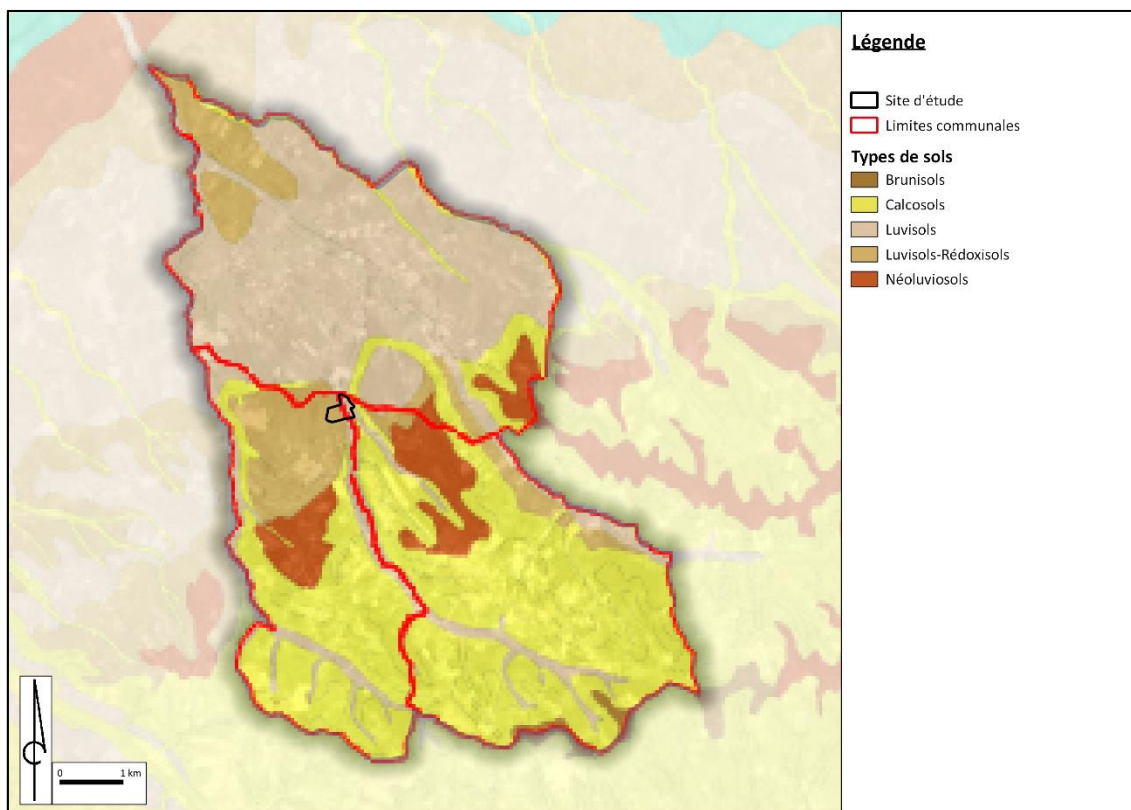 Légende
Site d'étude
Limites communales
Types de sols
Brunisols
Calcosols
Luvisols
Luvisols-Rédoxisols
Néoluviosols
0 1 km